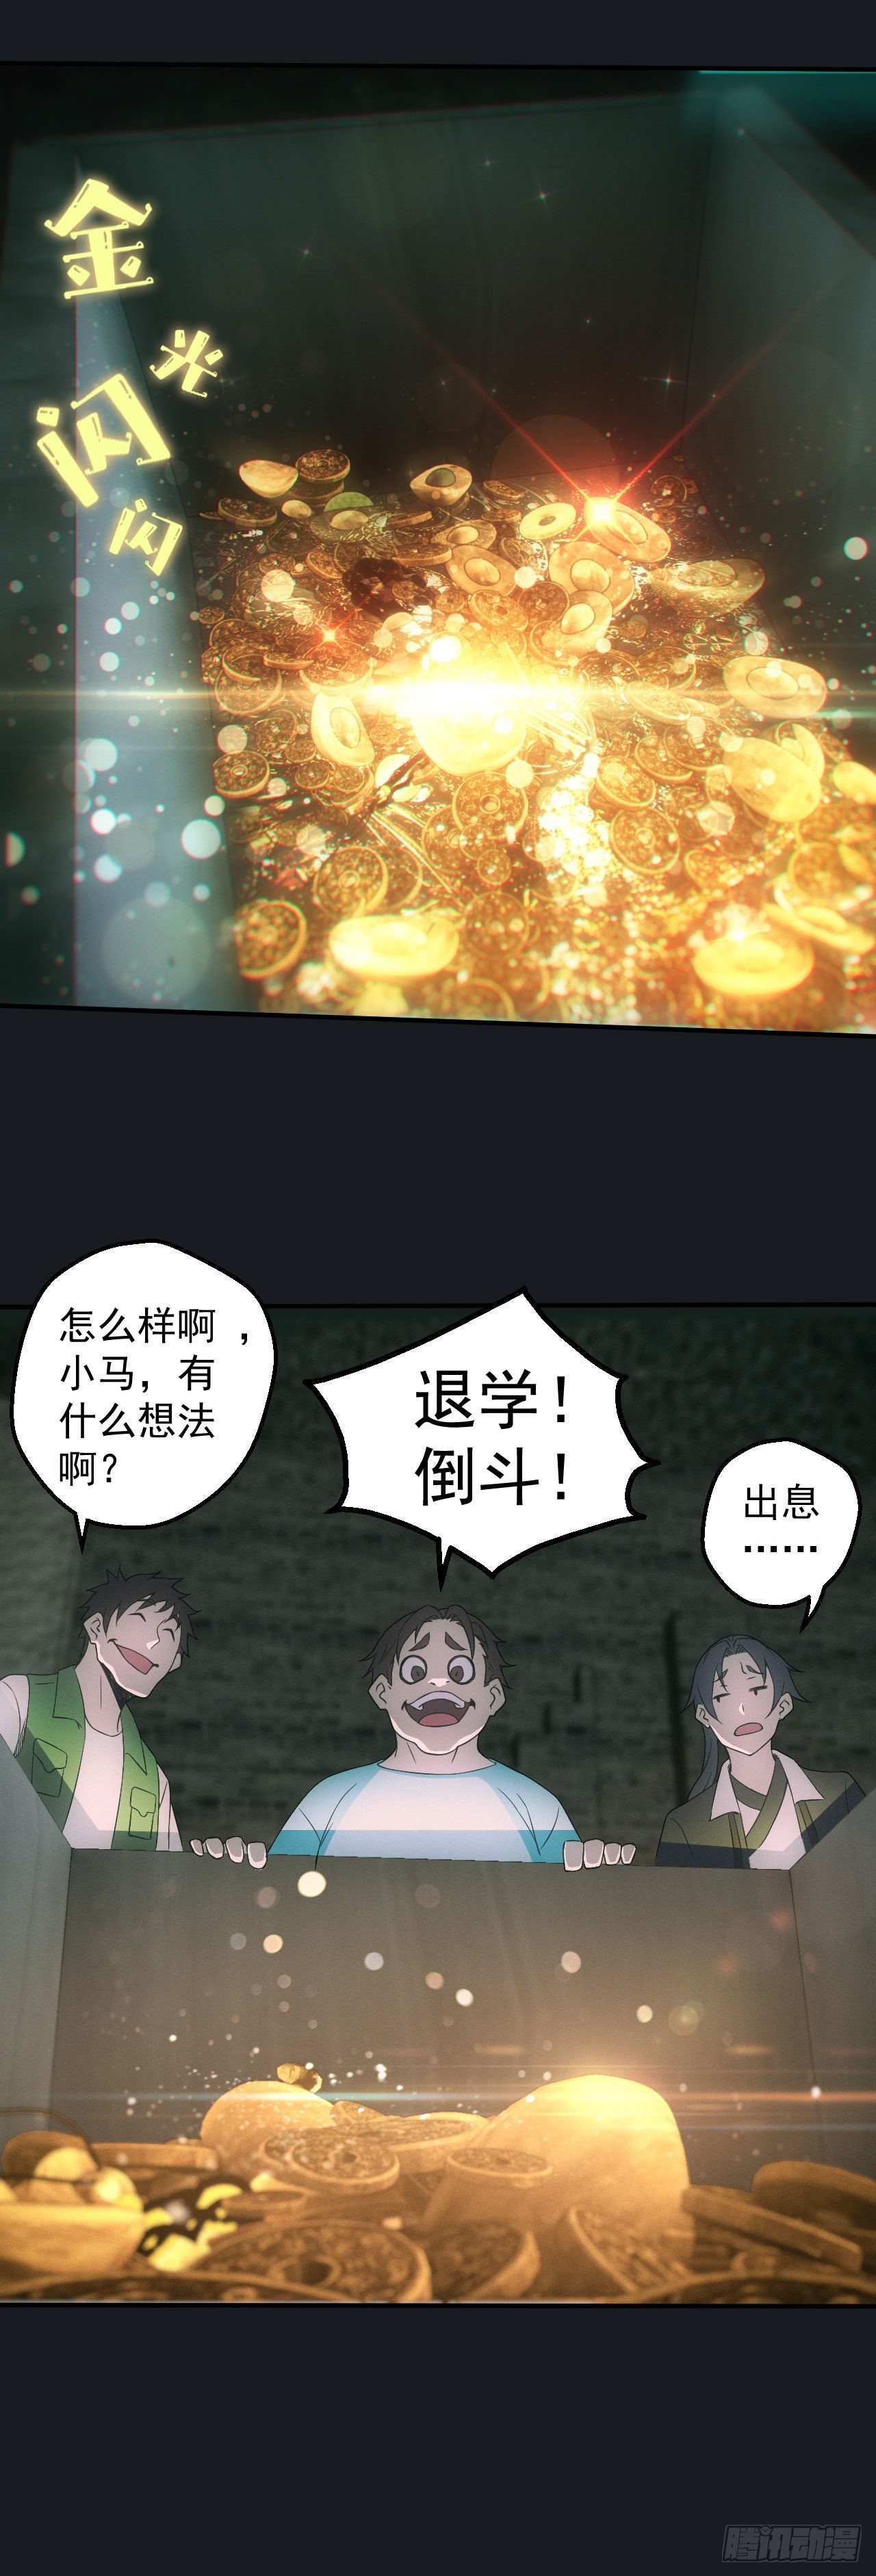 金
光
闪
闪
怎么样啊，
小马，有
什么想法
啊？
退学！
倒斗！
出息
……
腾讯动漫